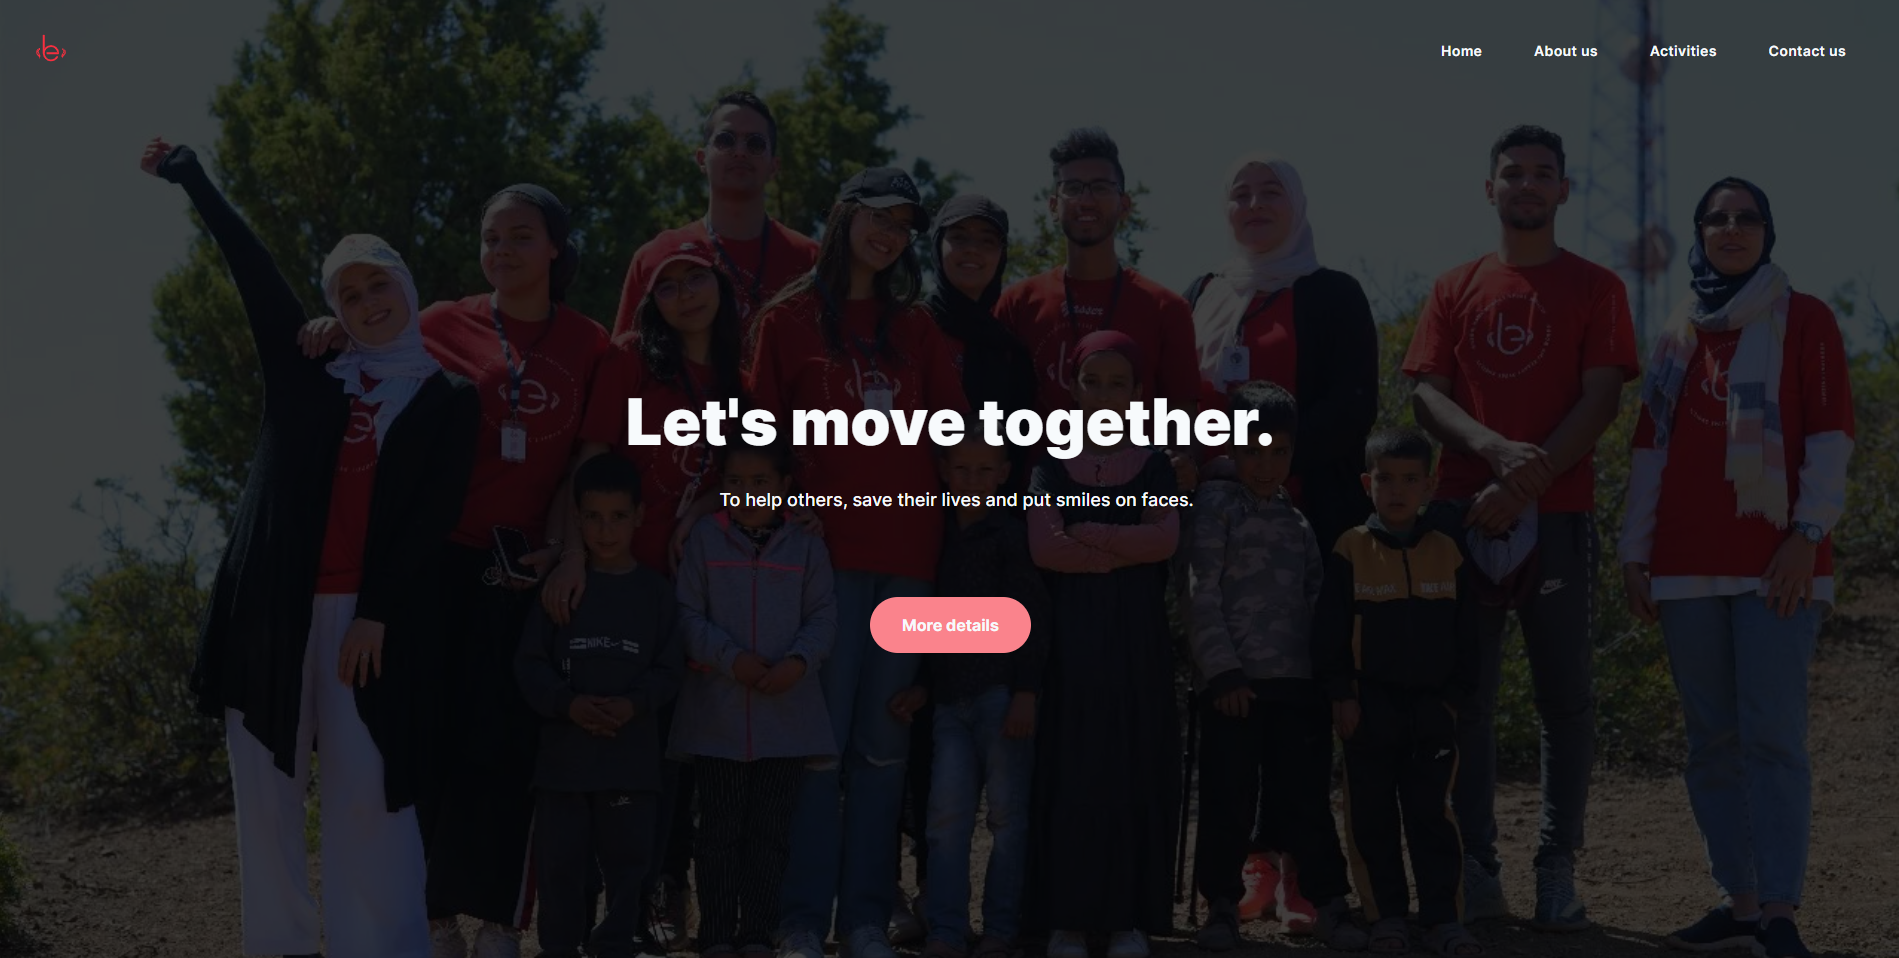 Home
About us
Activities
Contact us
Let's move together.
To help others, save their lives and put smiles on faces.
More details
NIKE